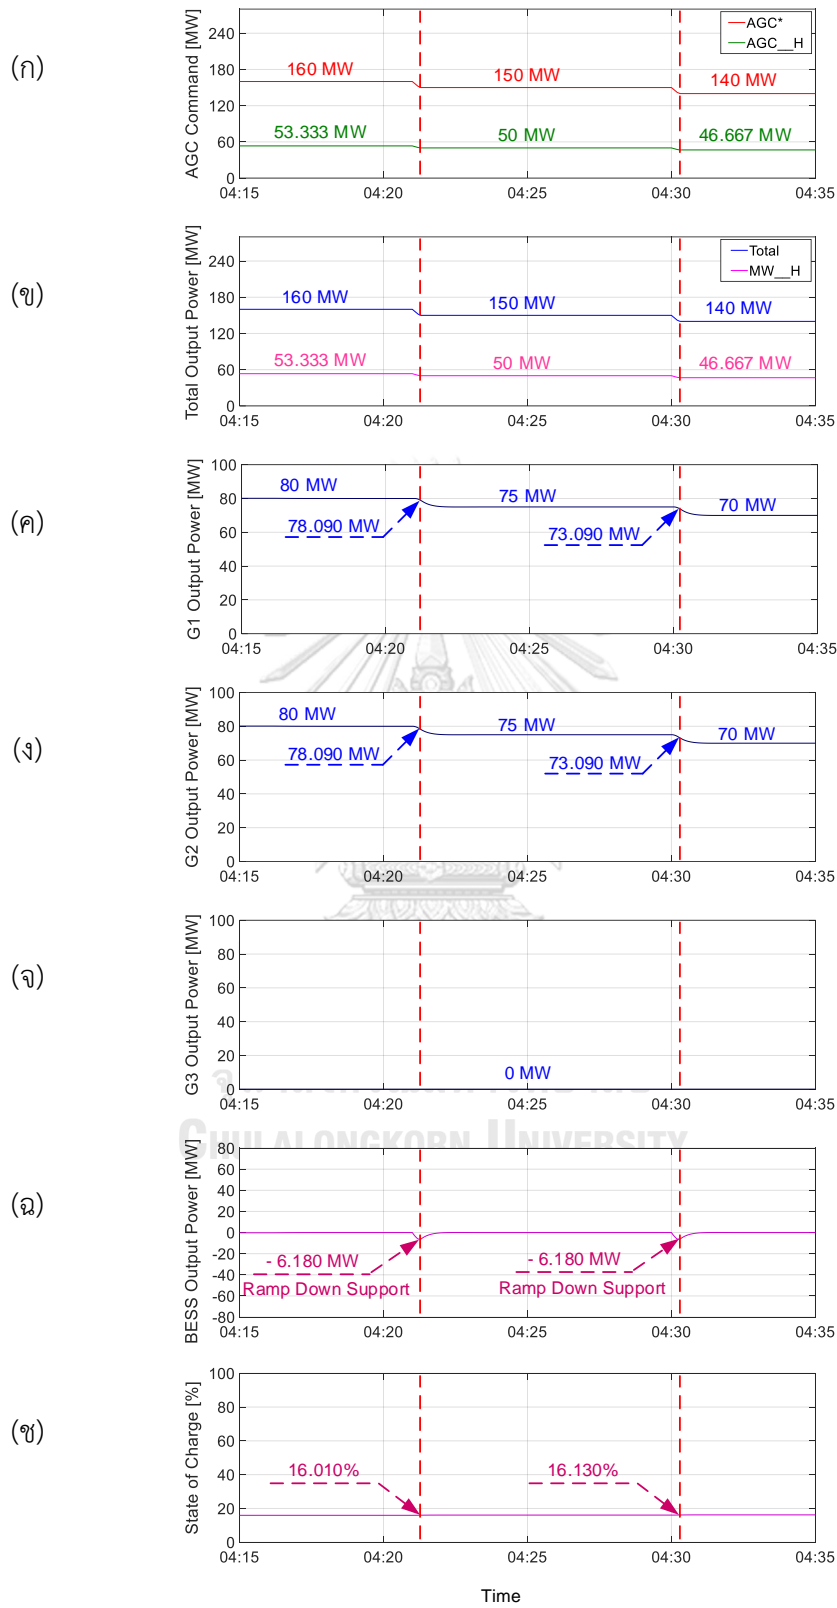 (ก)
AGC Command [MW]
240
180
120
60
0
AGC*
AGC__H
160 MW
150 MW
140 MW
53.333 MW
50 MW
46.667 MW
04:15
04:20
04:25
04:30
04:35
(ข)
Total Output Power [MW]
240
180
120
60
0
Total
MW__H
160 MW
150 MW
140 MW
53.333 MW
50 MW
46.667 MW
04:15
04:20
04:25
04:30
04:35
(ค)
G1 Output Power [MW]
100
80
60
40
20
0
80 MW
75 MW
70 MW
78.090 MW
73.090 MW
04:15
04:20
04:25
04:30
04:35
(ง)
G2 Output Power [MW]
100
80
60
40
20
0
80 MW
75 MW
70 MW
78.090 MW
73.090 MW
04:15
04:20
04:25
04:30
04:35
(จ)
G3 Output Power [MW]
100
80
60
40
20
0
0 MW
04:15
04:20
04:25
04:30
04:35
CHULALONGKORN UNIVERSITY
(ฉ)
BESS Output Power [MW]
80
60
40
20
0
-20
-40
-60
-80
- 6.180 MW
Ramp Down Support
- 6.180 MW
Ramp Down Support
04:15
04:20
04:25
04:30
04:35
(ช)
State of Charge [%]
100
80
60
40
20
0
16.010%
16.130%
04:15
04:20
04:25
04:30
04:35
Time